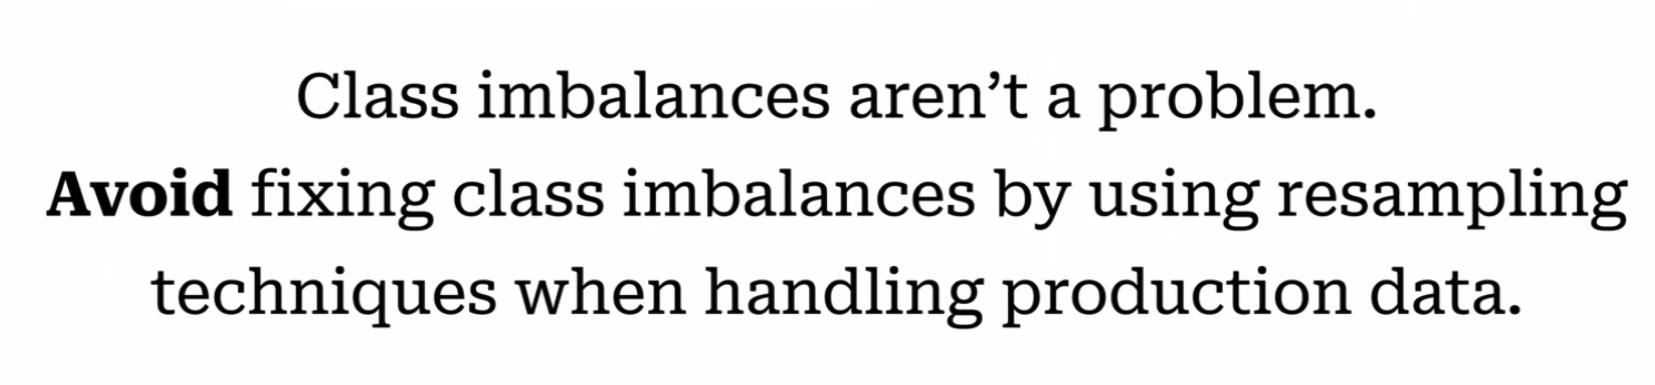 Class imbalances aren’t a problem.
Avoid fixing class imbalances by using resampling
techniques when handling production data.